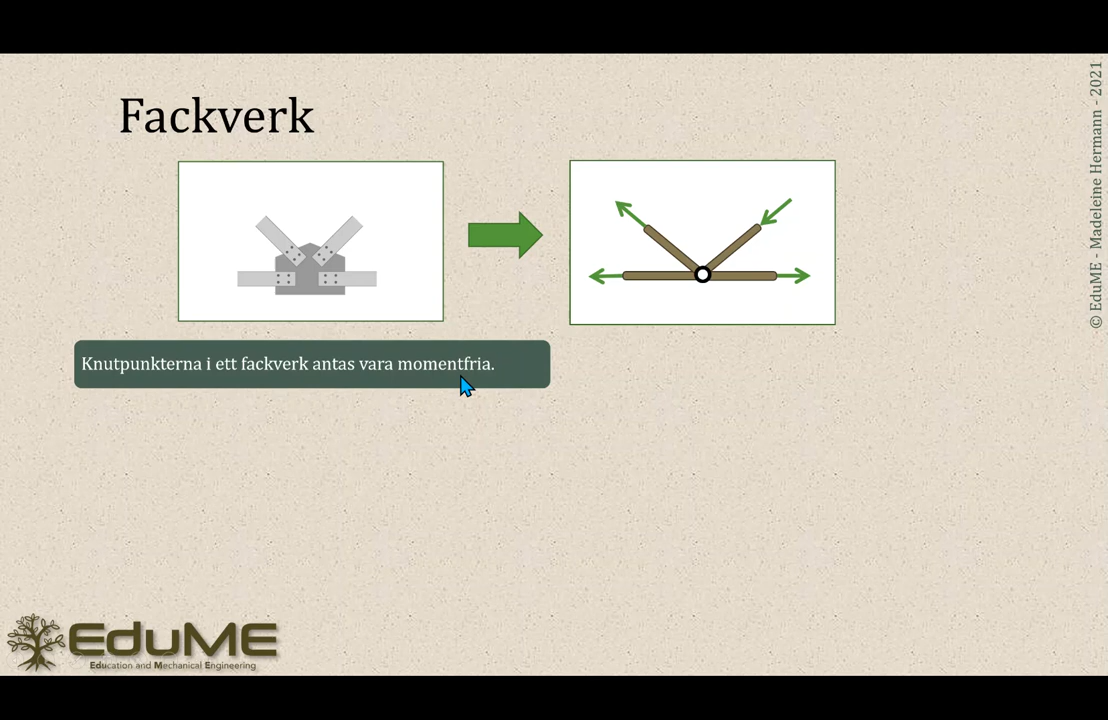 Fackverk
Knutpunkterna i ett fackverk antas vara momentfria.
© EduME - Madeleine Hermann - 2021
EduME
Education and Mechanical Engineering